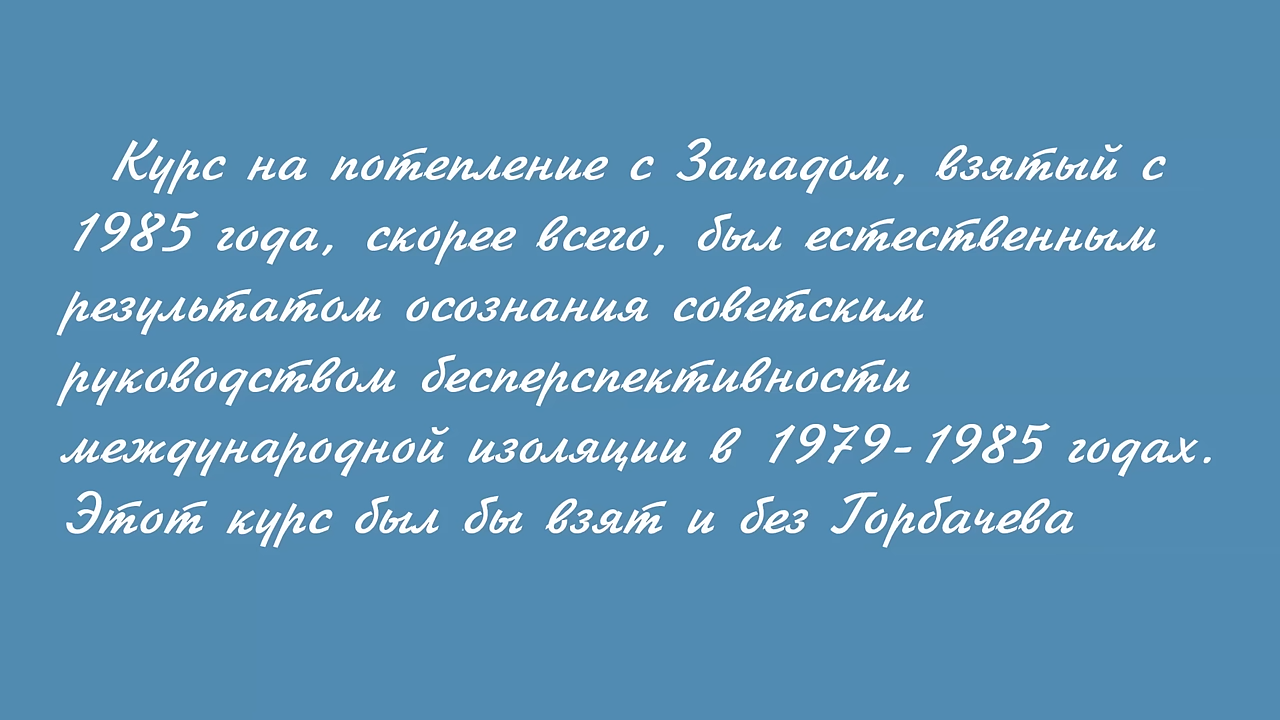 Курс на потепление с Западом, взятый с
1985 года, скорее всего, был естественным
результатом осознания советским
руководством бесперспективности
международной изоляции в 1979-1985 годах.
Этот курс был бы взят и без Горбачева